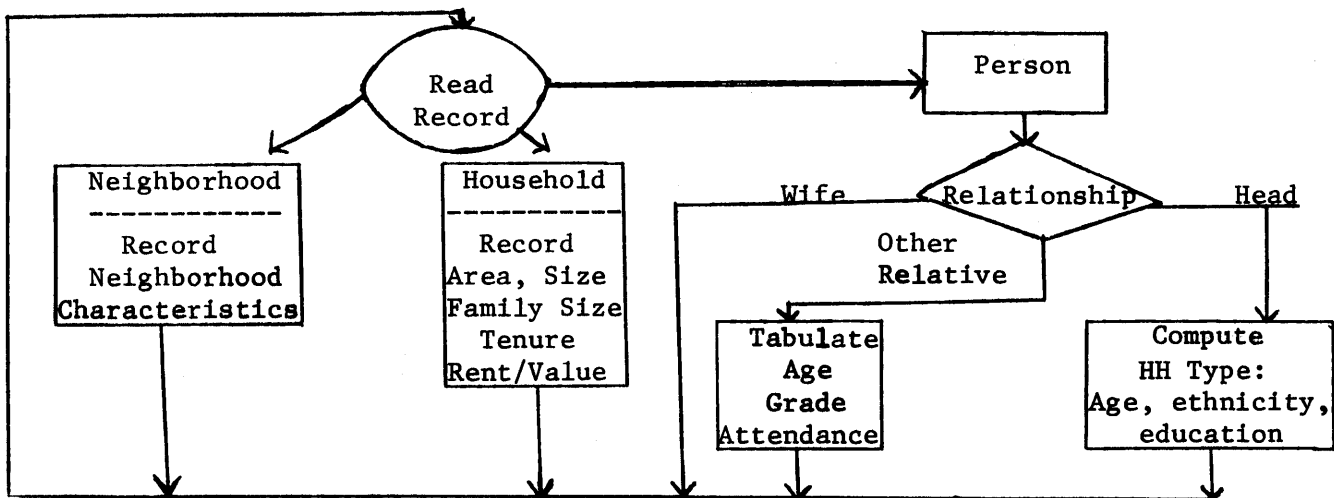 Read
Record
Person
Neighborhood
------------
Record
Neighborhood
Characteristics
Household
-------------
Record
Area, Size
Family Size
Tenure
Rent/Value
Wife
Relationship
Head
Other
Relative
Tabulate
Age
Grade
Attendance
Compute
HH Type:
Age, ethnicity,
education